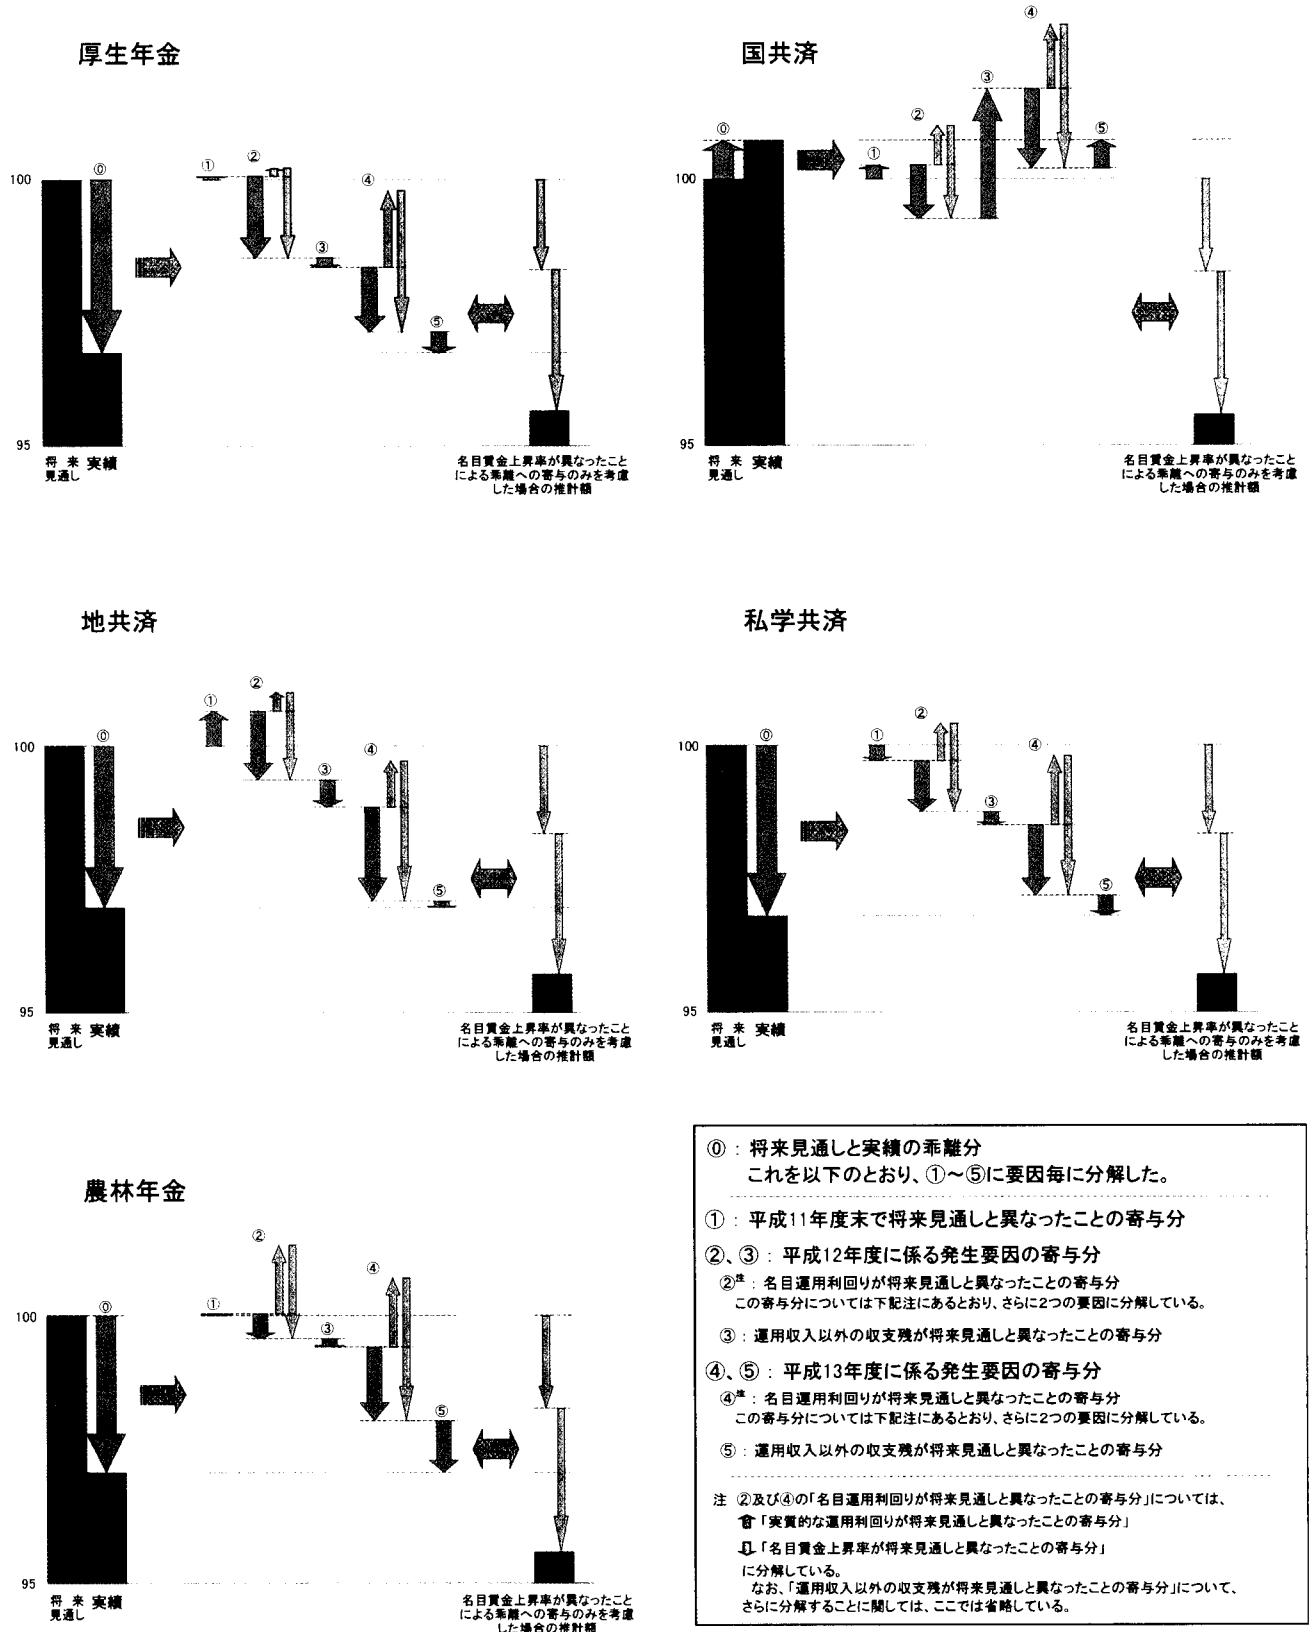 厚生年金
⓪
①
②
③
④
⑤
100
95
将 来
見通し
実績
名目賃金上昇率が異なったこと
による乖離への寄与のみを考慮
した場合の推計額
国共済
⓪
①
②
③
④
⑤
100
95
将 来
見通し
実績
名目賃金上昇率が異なったこと
による乖離への寄与のみを考慮
した場合の推計額
地共済
⓪
①
②
③
④
⑤
100
95
将 来
見通し
実績
名目賃金上昇率が異なったこと
による乖離への寄与のみを考慮
した場合の推計額
私学共済
⓪
①
②
③
④
⑤
100
95
将 来
見通し
実績
名目賃金上昇率が異なったこと
による乖離への寄与のみを考慮
した場合の推計額
農林年金
⓪
①
②
③
④
⑤
100
95
将 来
見通し
実績
名目賃金上昇率が異なったこと
による乖離への寄与のみを考慮
した場合の推計額
⓪：将来見通しと実績の乖離分
これを以下のとおり、①～⑤に要因毎に分解した。
①：平成11年度末で将来見通しと異なったことの寄与分
②、③：平成12年度に係る発生要因の寄与分
②注：名目運用利回りが将来見通しと異なったことの寄与分
この寄与分については下記注にあるとおり、さらに2つの要因に分解している。
③：運用収入以外の収支残が将来見通しと異なったことの寄与分
④、⑤：平成13年度に係る発生要因の寄与分
④注：名目運用利回りが将来見通しと異なったことの寄与分
この寄与分については下記注にあるとおり、さらに2つの要因に分解している。
⑤：運用収入以外の収支残が将来見通しと異なったことの寄与分
注 ②及び④の「名目運用利回りが将来見通しと異なったことの寄与分」については、
「実質的な運用利回りが将来見通しと異なったことの寄与分」
「名目賃金上昇率が将来見通しと異なったことの寄与分」
に分解している。
なお、「運用収入以外の収支残が将来見通しと異なったことの寄与分」について、
さらに分解することに関しては、ここでは省略している。